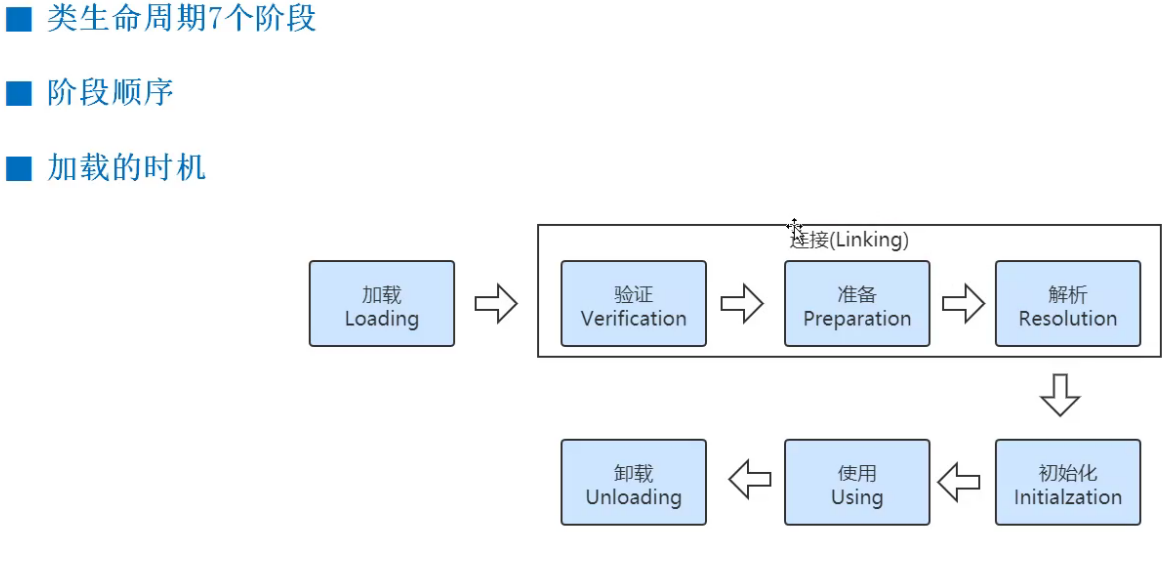 类生命周期7个阶段
阶段顺序
加载的时机
连接(Linking)
加载
Loading
验证
Verification
准备
Preparation
解析
Resolution
卸载
Unloading
使用
Using
初始化
Initialzation